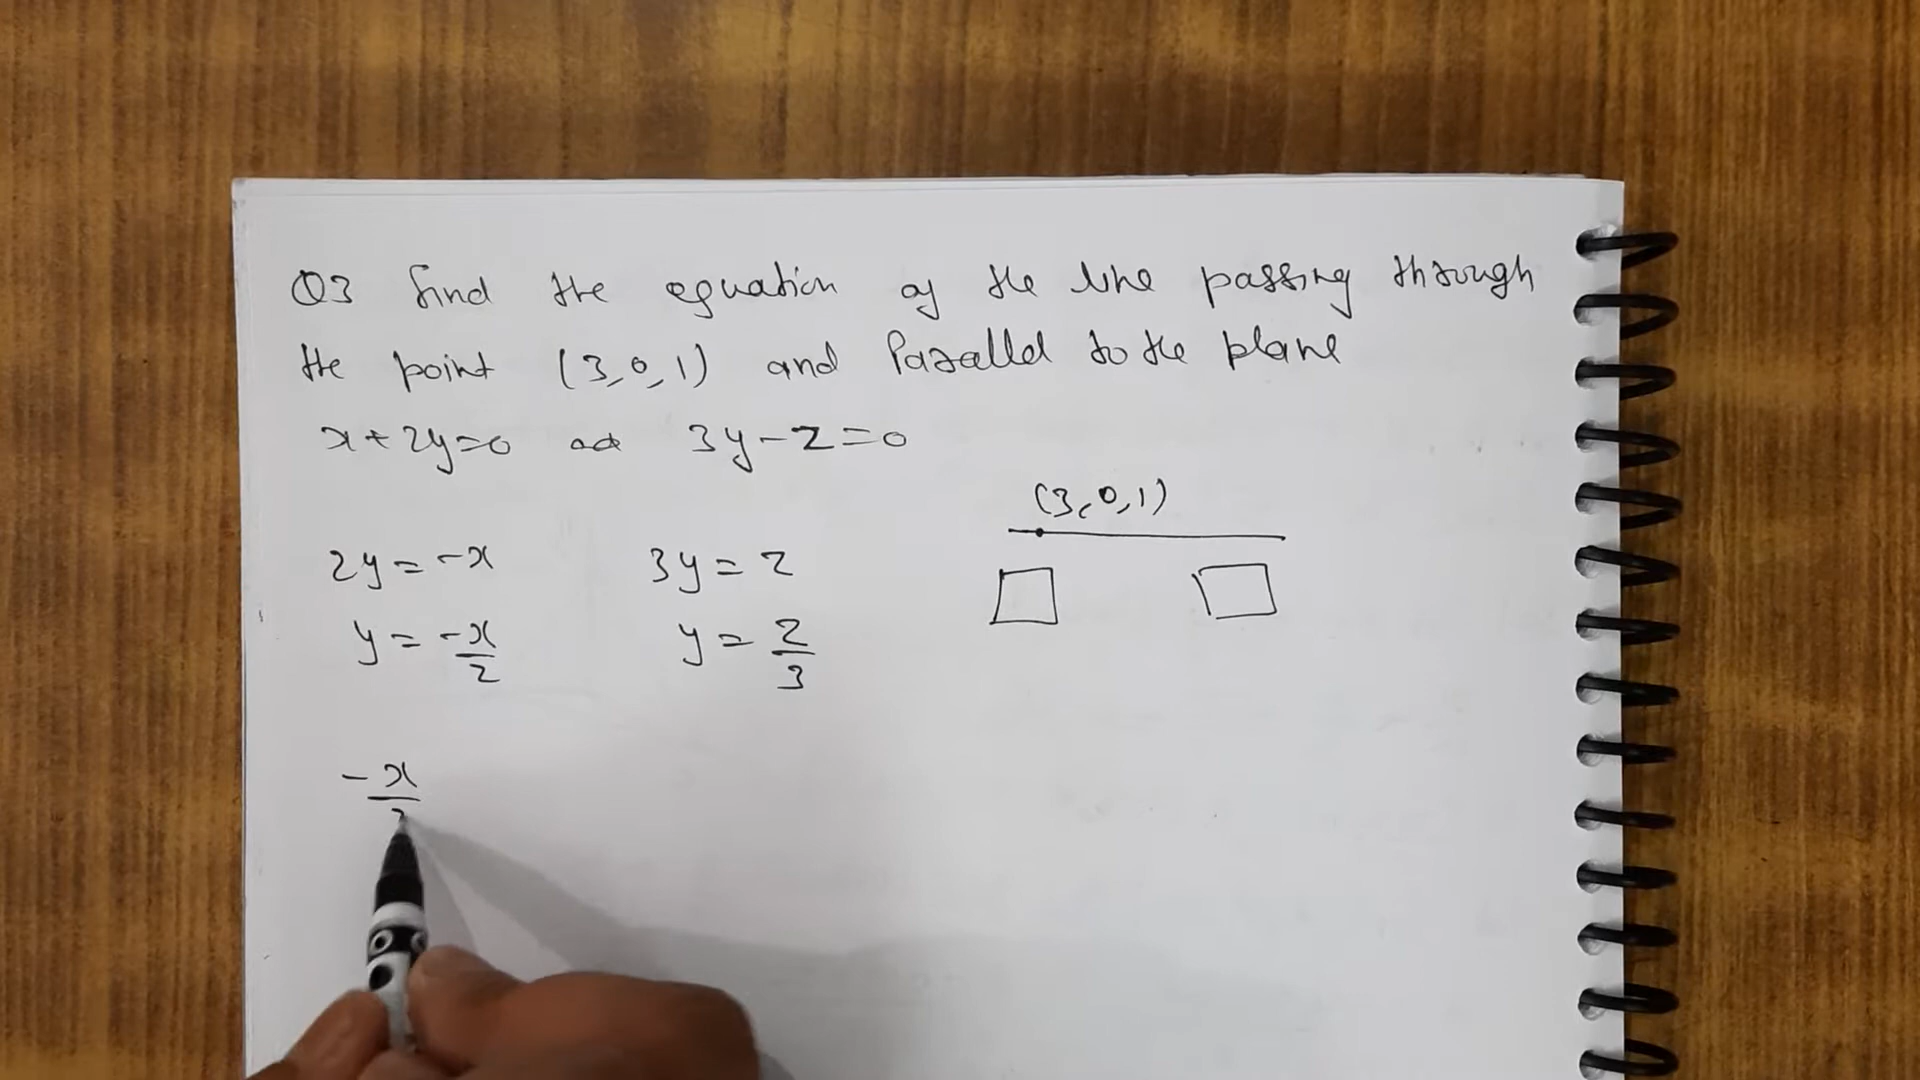 Q3 find the equation of the line passing through
the point (3,0,1) and Parallel to the plane
x+2y=0 and 3y-z=0
(3,0,1)
2y=-x 3y=z
y=-x/2 y=z/3
-x